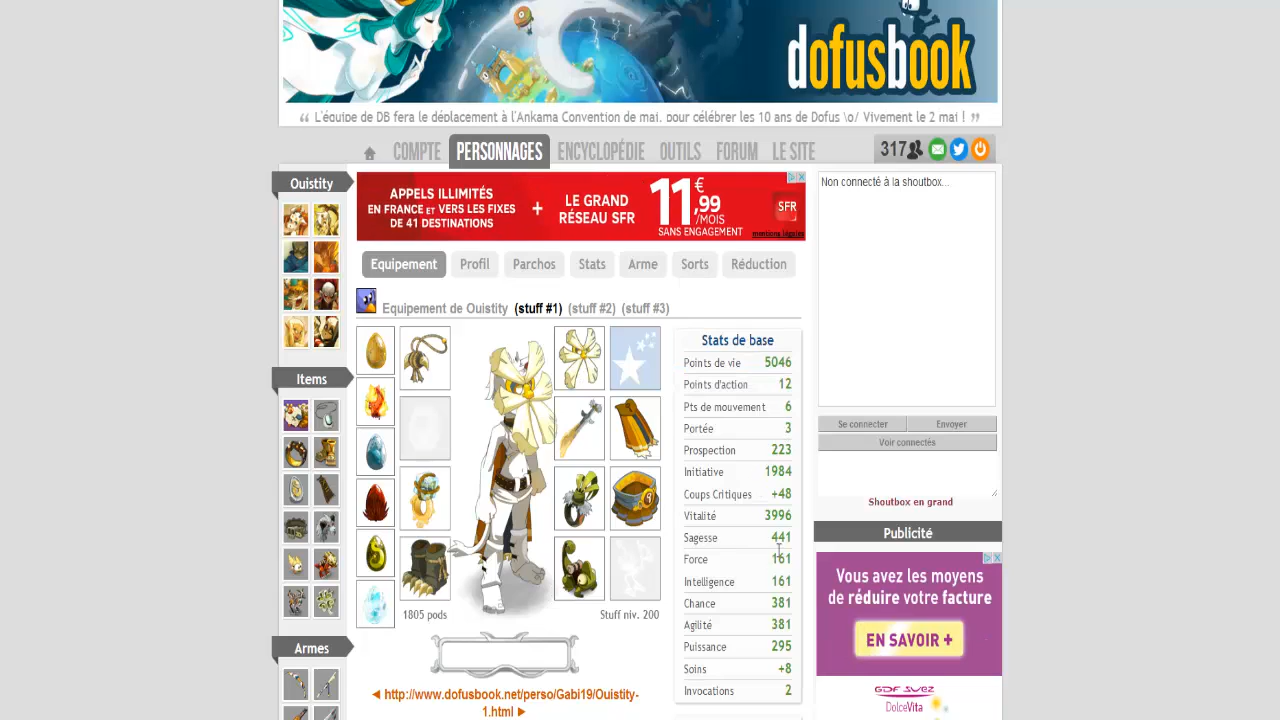 dofusbook
“ L'équipe de DB fera le déplacement à l'Ankama Convention de mai, pour célébrer les 10 ans de Dofus \o/ Vivement le 2 mai ! ”
COMPTE PERSONNAGES ENCYCLOPÉDIE OUTILS FORUM LE SITE 317
Ouistity
APPELS ILLIMITÉS
EN FRANCE ET VERS LES FIXES
DE 41 DESTINATIONS
+
LE GRAND
RÉSEAU SFR
11€,99
/MOIS
SANS ENGAGEMENT
SFR
mentions légales
Non connecté à la shoutbox...
Equipement Profil Parchos Stats Arme Sorts Réduction
Equipement de Ouistity (stuff #1) (stuff #2) (stuff #3)
Stats de base
Points de vie 5046
Points d'action 12
Pts de mouvement 6
Portée 3
Prospection 223
Initiative 1984
Coups Critiques +48
Vitalité 3996
Sagesse 441
Force 161
Intelligence 161
Chance 381
Agilité 381
Puissance 295
Soins +8
Invocations 2
Items
Armes
1805 pods Stuff niv. 200
◄ http://www.dofusbook.net/perso/Gabi19/Ouistity-
1.html ►
Se connecter Envoyer
Voir connectés
Shoutbox en grand
Publicité
Vous avez les moyens
de réduire votre facture
EN SAVOIR +
GDF SUEZ
DolceVita